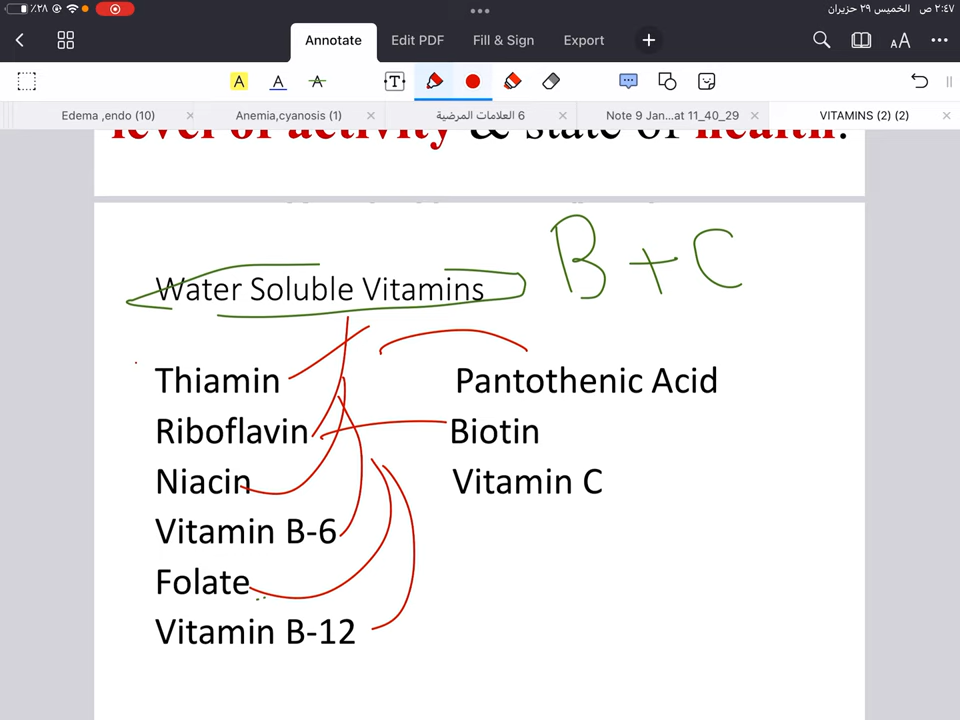 ٪٢٨ ٢:٤٧ ص الخميس ٢٩ حزيران
Annotate Edit PDF Fill & Sign Export
A A T AA
Edema ,endo (10) Anemia,cyanosis (1) 6 العلامات المرضية Note 9 Jan...at 11_40_29 VITAMINS (2) (2)
level of activity & state of health.
Water Soluble Vitamins B + C
Thiamin
Riboflavin
Niacin
Vitamin B-6
Folate
Vitamin B-12
Pantothenic Acid
Biotin
Vitamin C